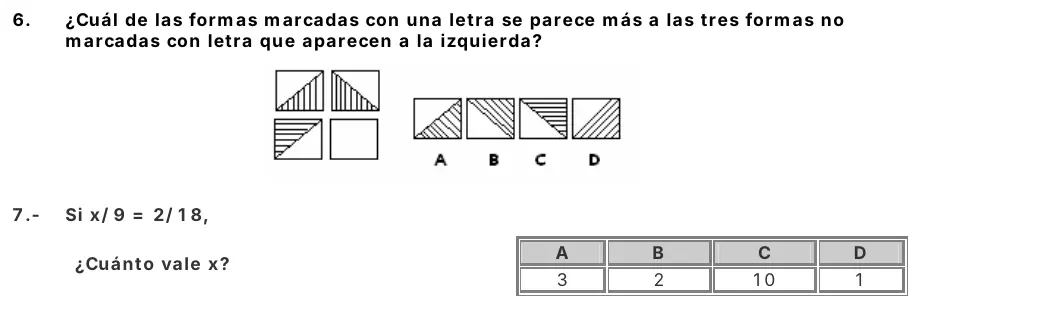 6. ¿Cuál de las formas marcadas con una letra se parece más a las tres formas no
marcadas con letra que aparecen a la izquierda?
A B C D
7.- Si x/9 = 2/18,
¿Cuánto vale x?
A B C D
3 2 10 1